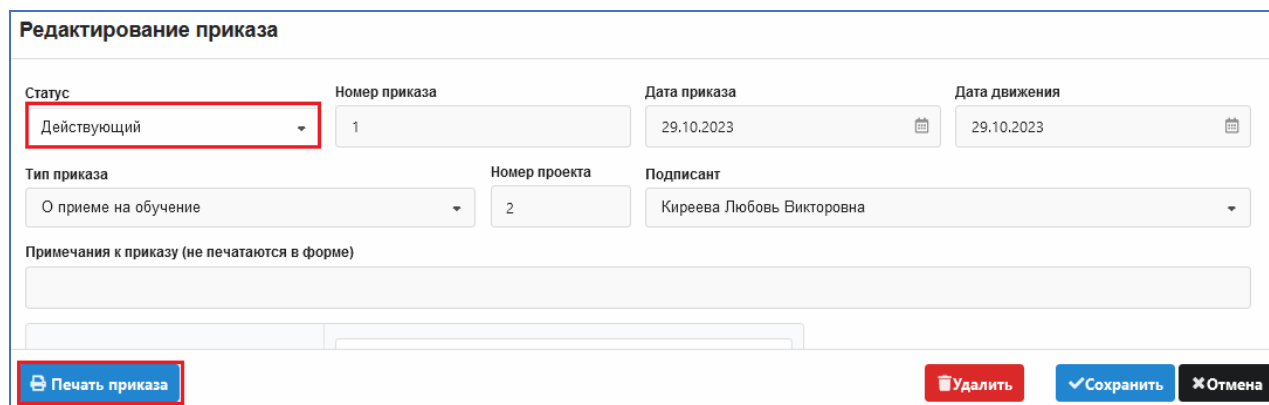 Редактирование приказа
Статус Номер приказа Дата приказа Дата движения
Действующий 1 29.10.2023 29.10.2023
Тип приказа Номер проекта Подписант
О приеме на обучение 2 Киреева Любовь Викторовна
Примечания к приказу (не печатаются в форме)
Печать приказа Удалить Сохранить Отмена